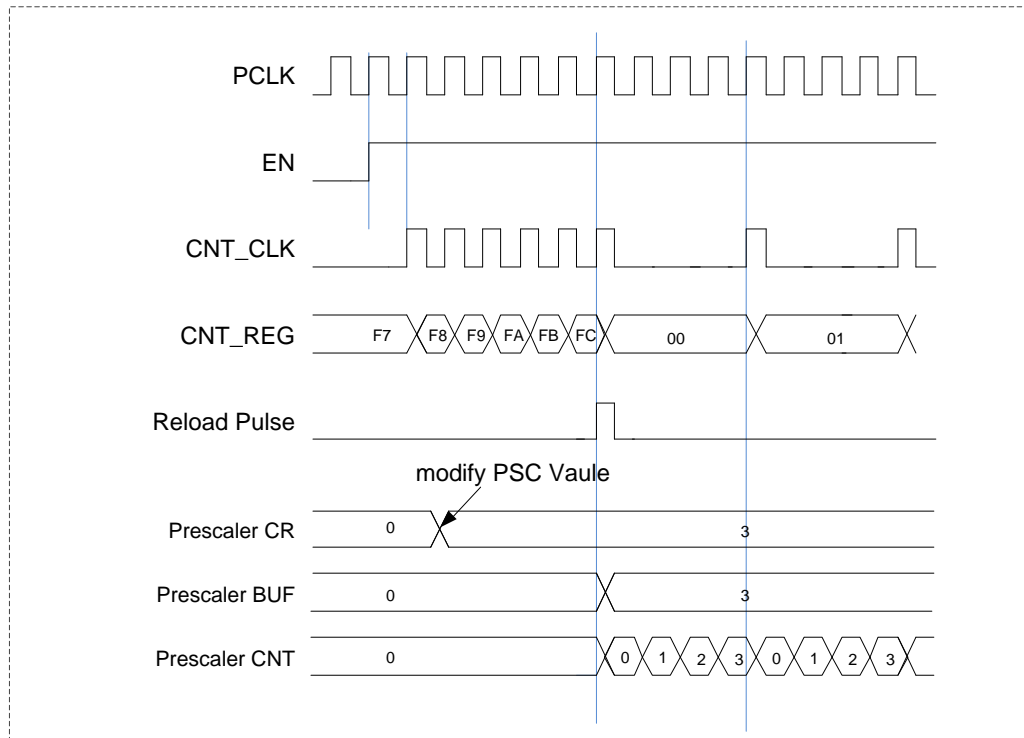 PCLK
EN
CNT_CLK
CNT_REG F7 F8 F9 FA FB FC 00 01
Reload Pulse
modify PSC Vaule
Prescaler CR 0 3
Prescaler BUF 0 3
Prescaler CNT 0 0 1 2 3 0 1 2 3